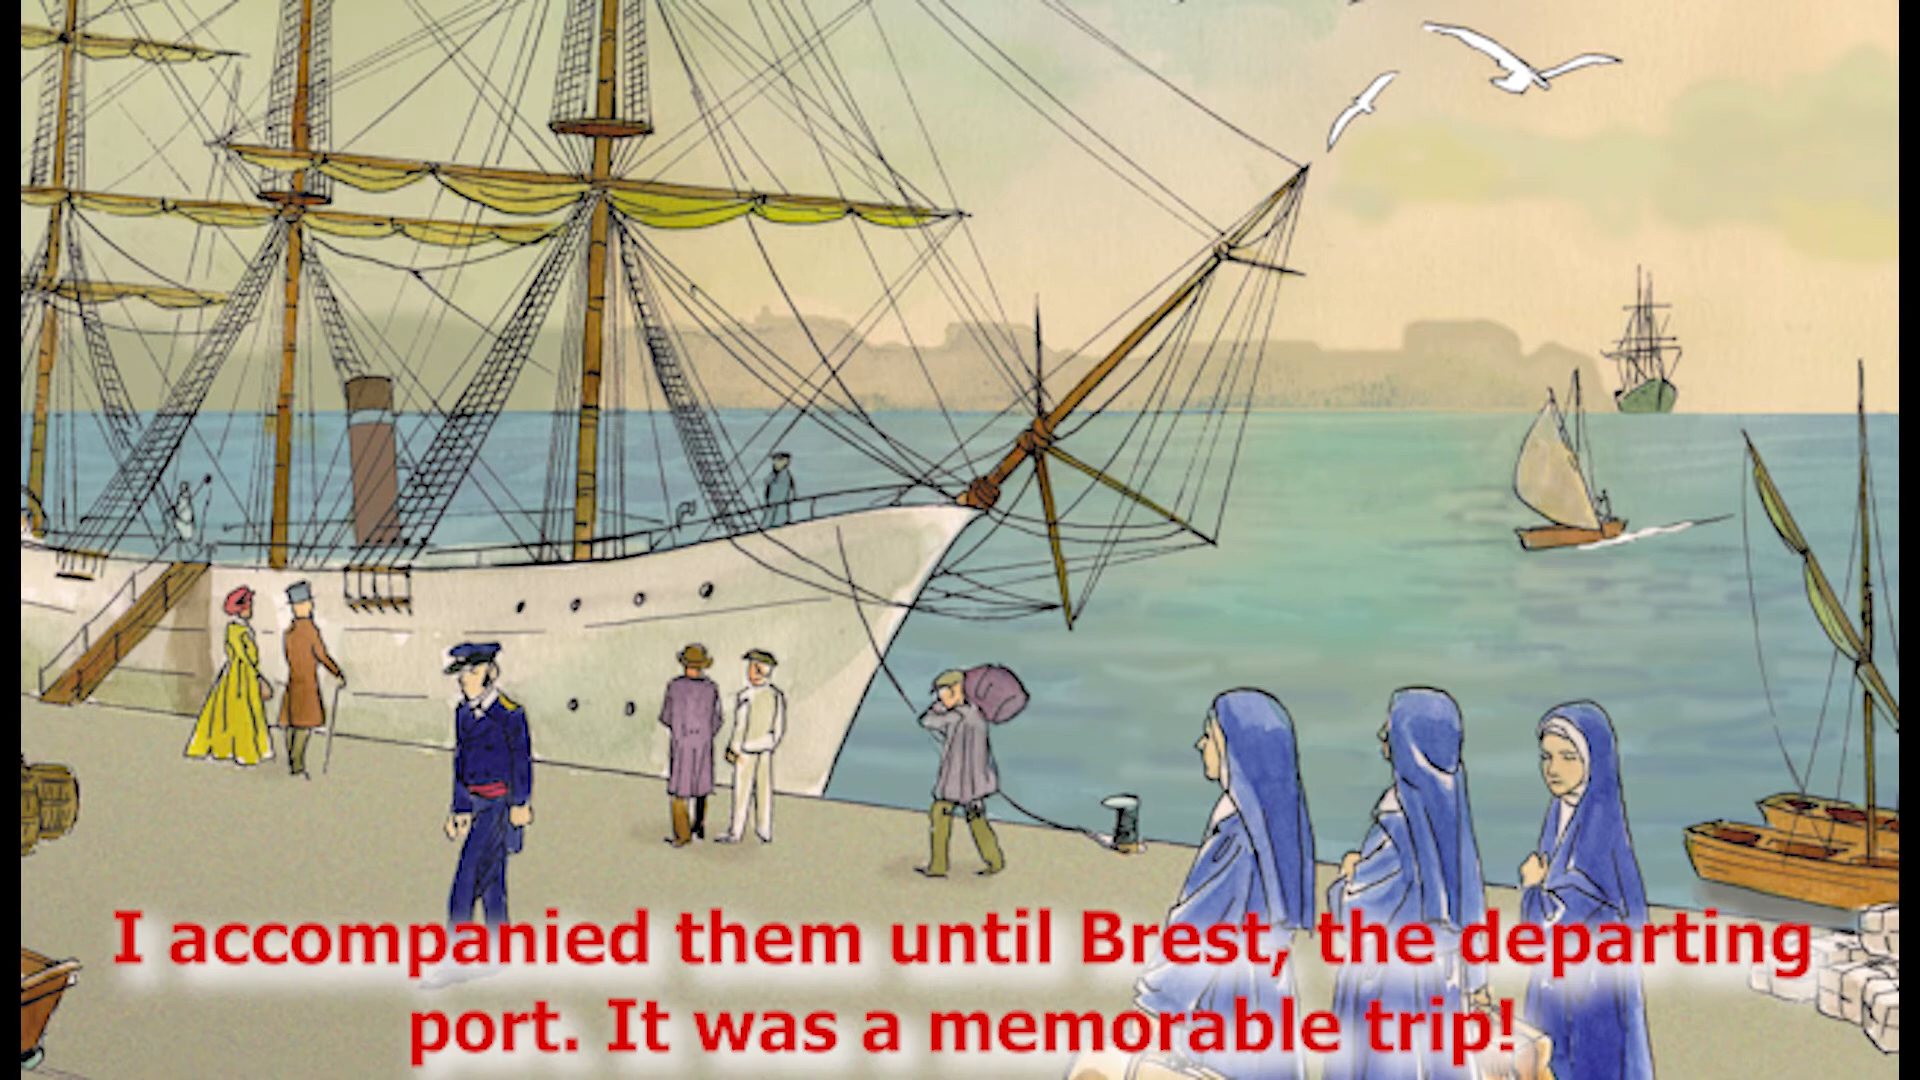 I accompanied them until Brest, the departing
port. It was a memorable trip!